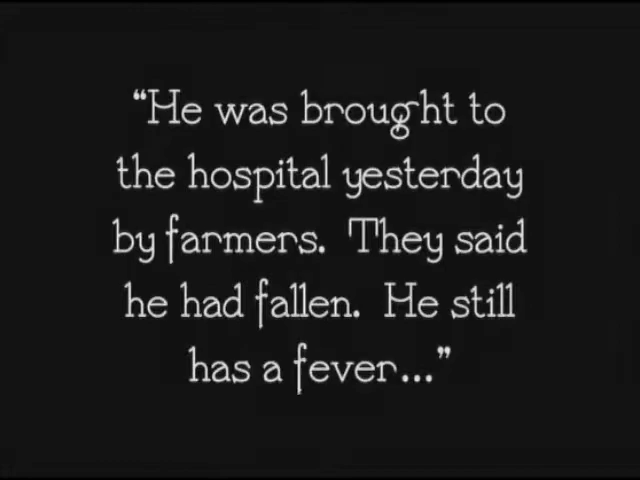 “He was brought to
the hospital yesterday
by farmers. They said
he had fallen. He still
has a fever...”